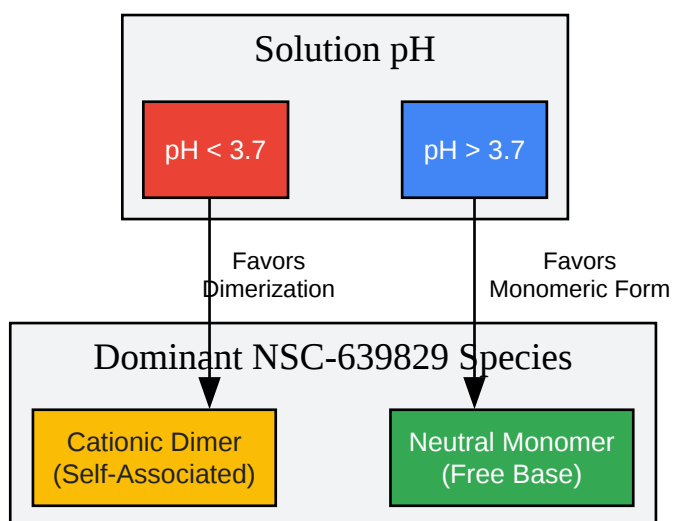 Solution pH
pH < 3.7
pH > 3.7
Favors
Dimerization
Favors
Monomeric Form
Dominant NSC-639829 Species
Cationic Dimer
(Self-Associated)
Neutral Monomer
(Free Base)